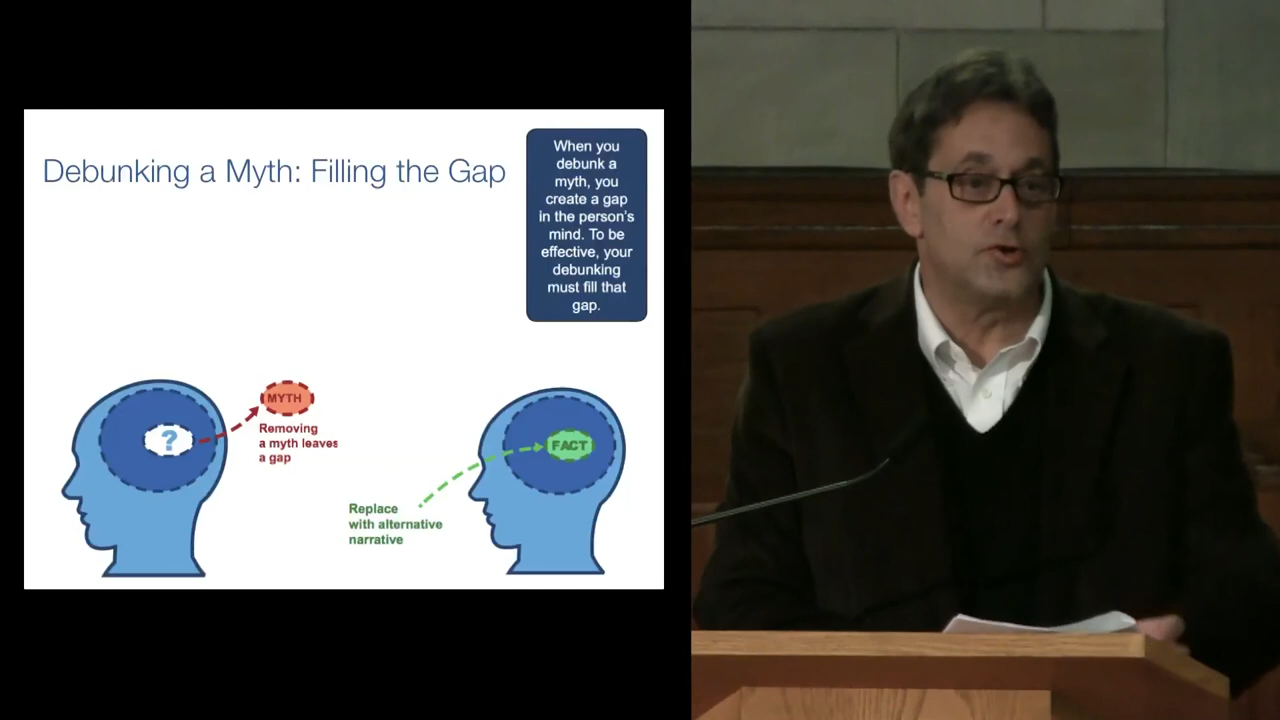 Debunking a Myth: Filling the Gap
When you
debunk a
myth, you
create a gap
in the person's
mind. To be
effective, your
debunking
must fill that
gap.
MYTH
?
Removing
a myth leaves
a gap
FACT
Replace
with alternative
narrative